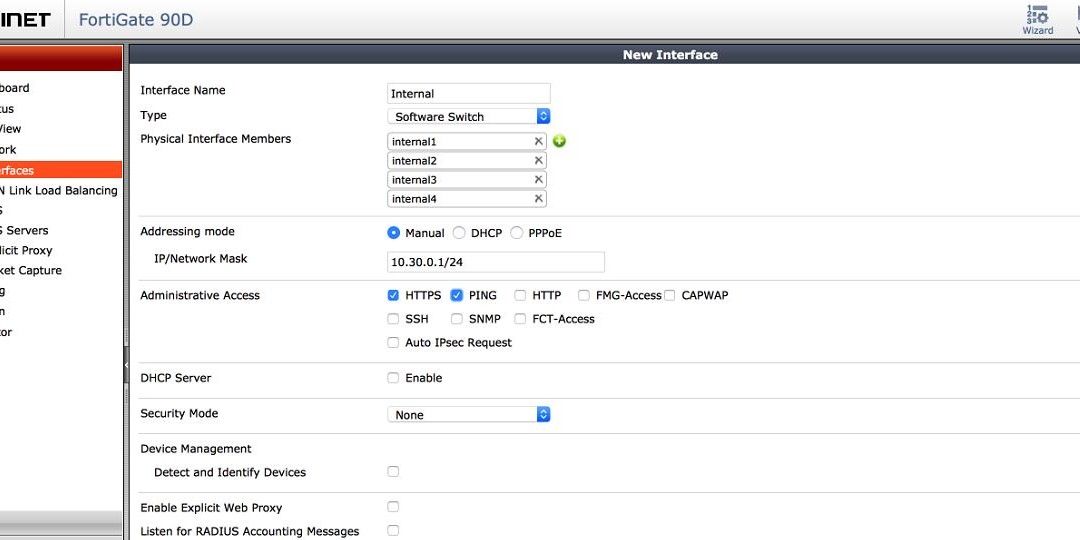 INET FortiGate 90D
Wizard
New Interface
board
tus
View
ork
rfaces
N Link Load Balancing
S
S Servers
licit Proxy
ket Capture
g
n
tor
Interface Name Internal
Type Software Switch
Physical Interface Members internal1
internal2
internal3
internal4
Addressing mode Manual DHCP PPPoE
IP/Network Mask 10.30.0.1/24
Administrative Access HTTPS PING HTTP FMG-Access CAPWAP
SSH SNMP FCT-Access
Auto IPsec Request
DHCP Server Enable
Security Mode None
Device Management
Detect and Identify Devices
Enable Explicit Web Proxy
Listen for RADIUS Accounting Messages